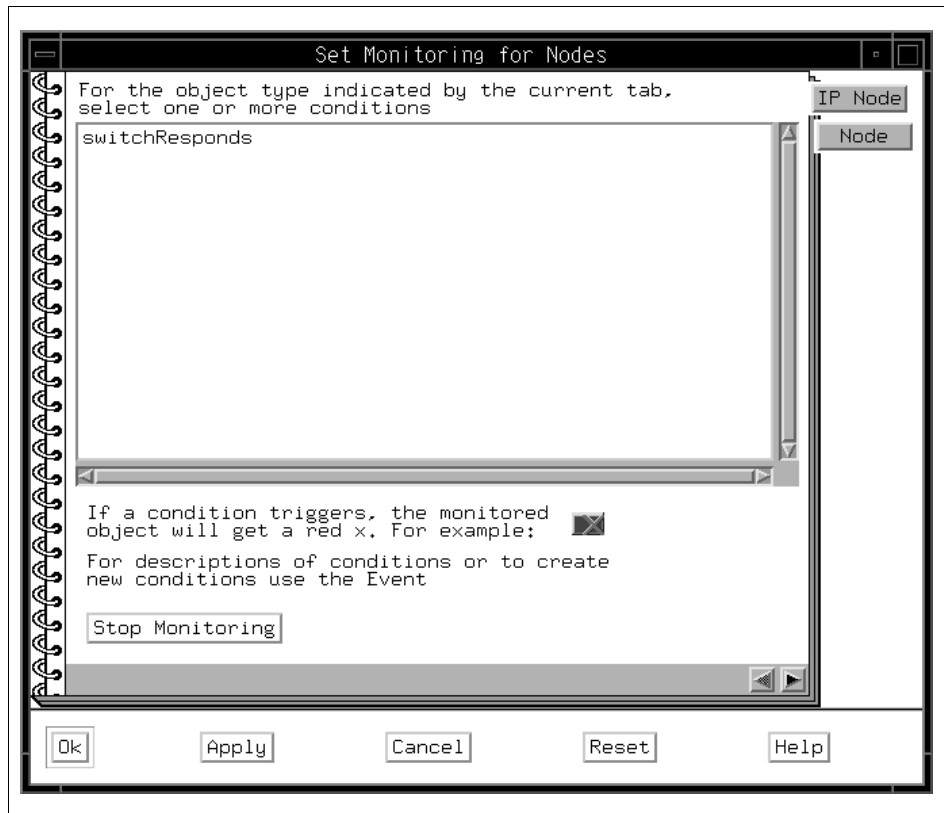 Set Monitoring for Nodes
For the object type indicated by the current tab,
select one or more conditions
IP Node
Node
switchResponds
If a condition triggers, the monitored
object will get a red x. For example:
For descriptions of conditions or to create
new conditions use the Event
Stop Monitoring
Ok
Apply
Cancel
Reset
Help